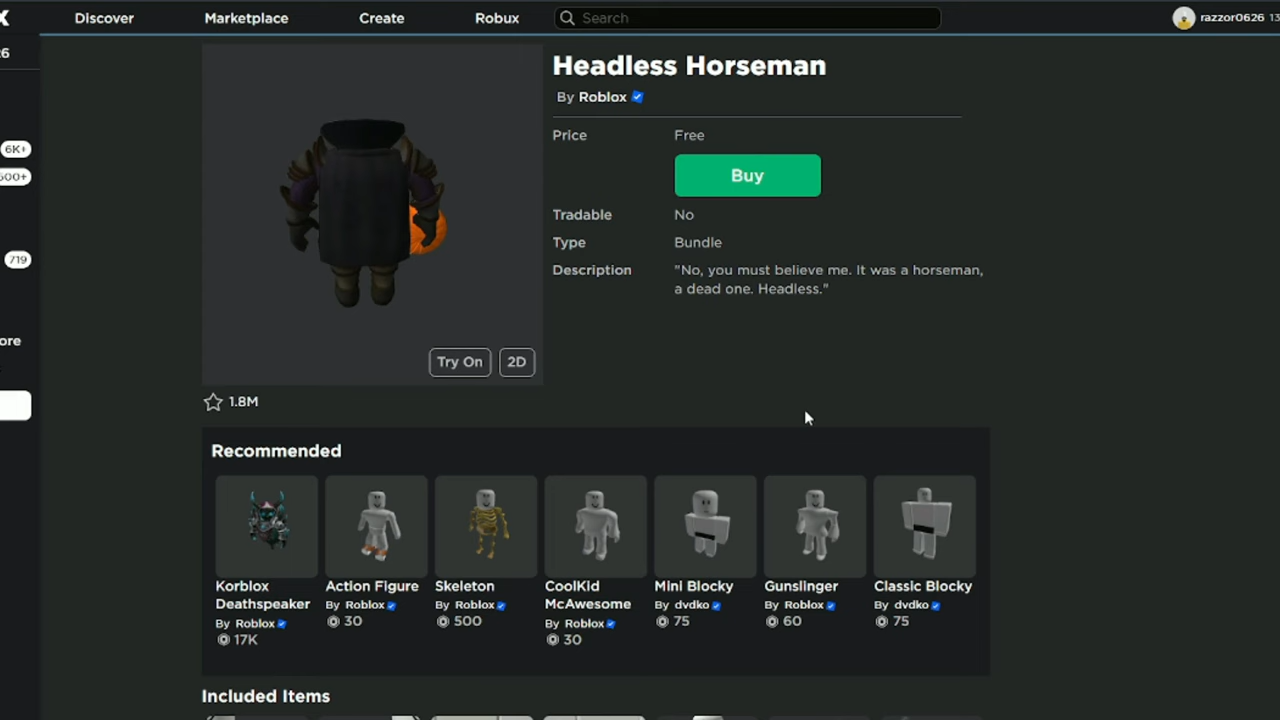 X
Discover
Marketplace
Create
Robux
Search
razzor0626 13
26
6K+
500+
719
ore
Headless Horseman
By Roblox
Price Free
Buy
Tradable No
Type Bundle
Description "No, you must believe me. It was a horseman,
a dead one. Headless."
Try On 2D
1.8M
Recommended
Korblox
Deathspeaker
By Roblox
17K
Action Figure
By Roblox
30
Skeleton
By Roblox
500
CoolKid
McAwesome
By Roblox
30
Mini Blocky
By dvdko
75
Gunslinger
By Roblox
60
Classic Blocky
By dvdko
75
Included Items